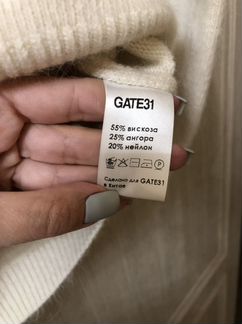 GATE31
55% вискоза
25% ангора
20% нейлон
P
Сделано для GATE31
в Китае